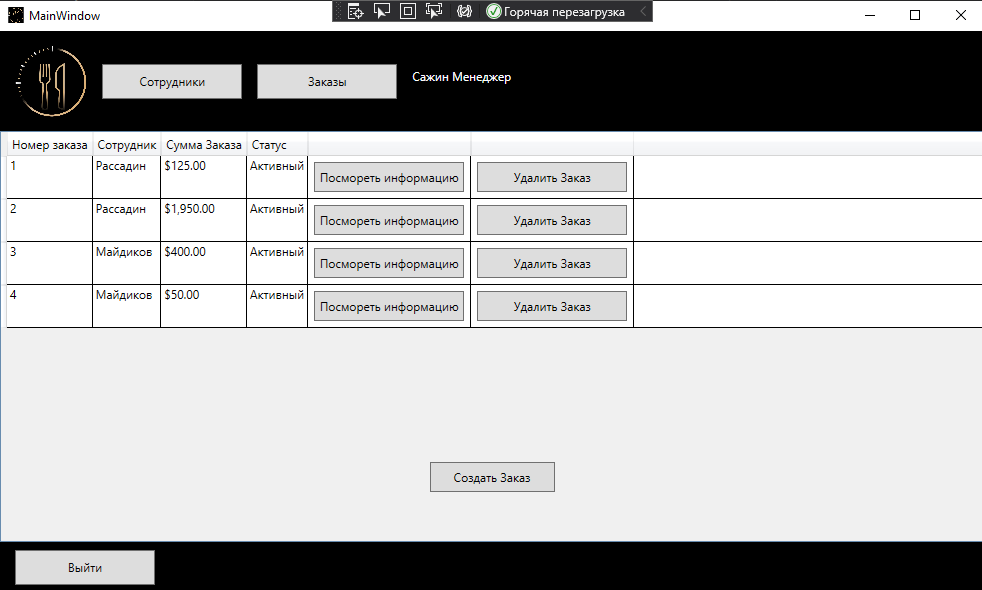 MainWindow
Горячая перезагрузка
Сотрудники
Заказы
Сажин Менеджер
Номер заказа Сотрудник Сумма Заказа Статус
1 Рассадин $125.00 Активный Посмореть информацию Удалить Заказ
2 Рассадин $1,950.00 Активный Посмореть информацию Удалить Заказ
3 Майдиков $400.00 Активный Посмореть информацию Удалить Заказ
4 Майдиков $50.00 Активный Посмореть информацию Удалить Заказ
Создать Заказ
Выйти